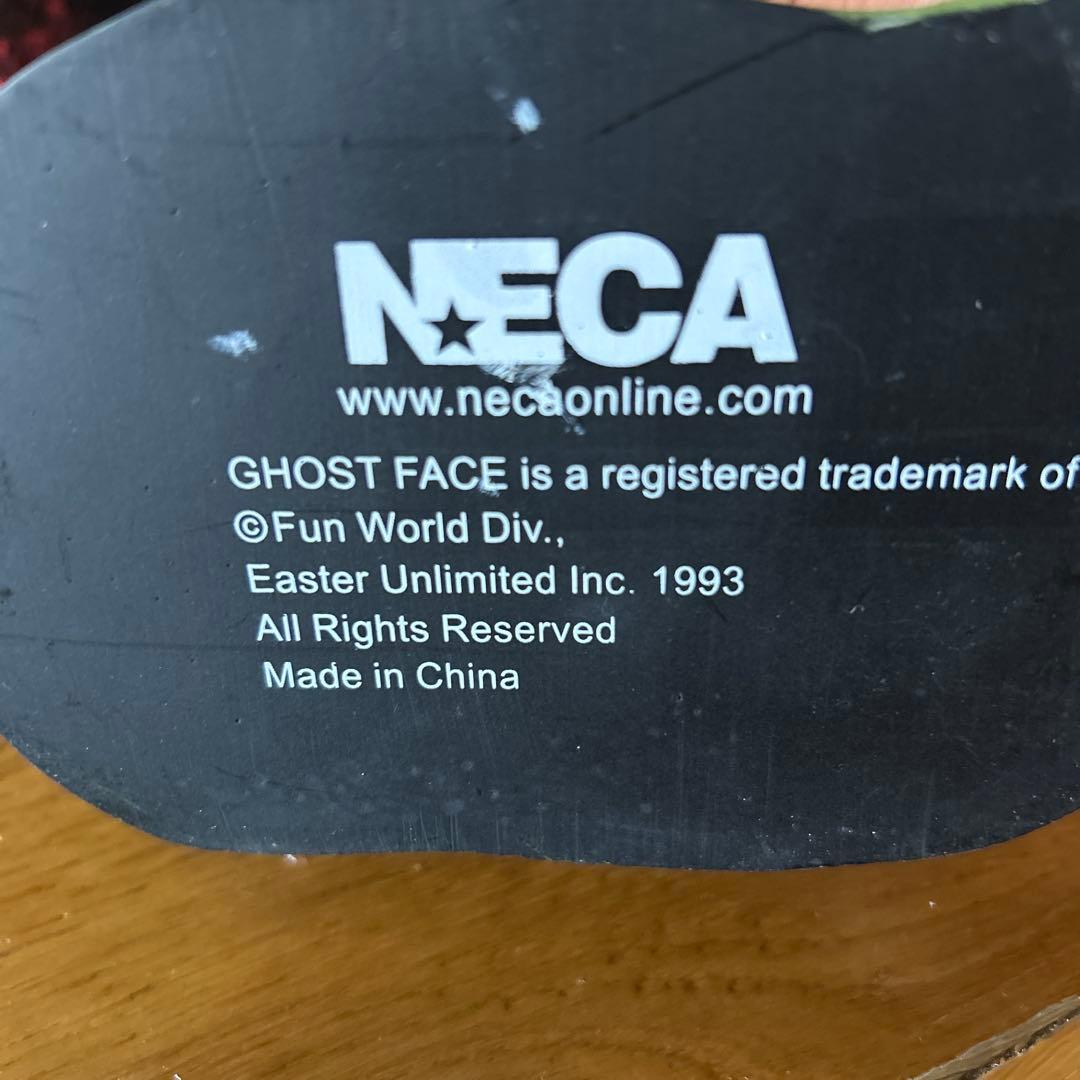 NECA
www.necaonline.com
GHOST FACE is a registered trademark of
©Fun World Div.,
Easter Unlimited Inc. 1993
All Rights Reserved
Made in China